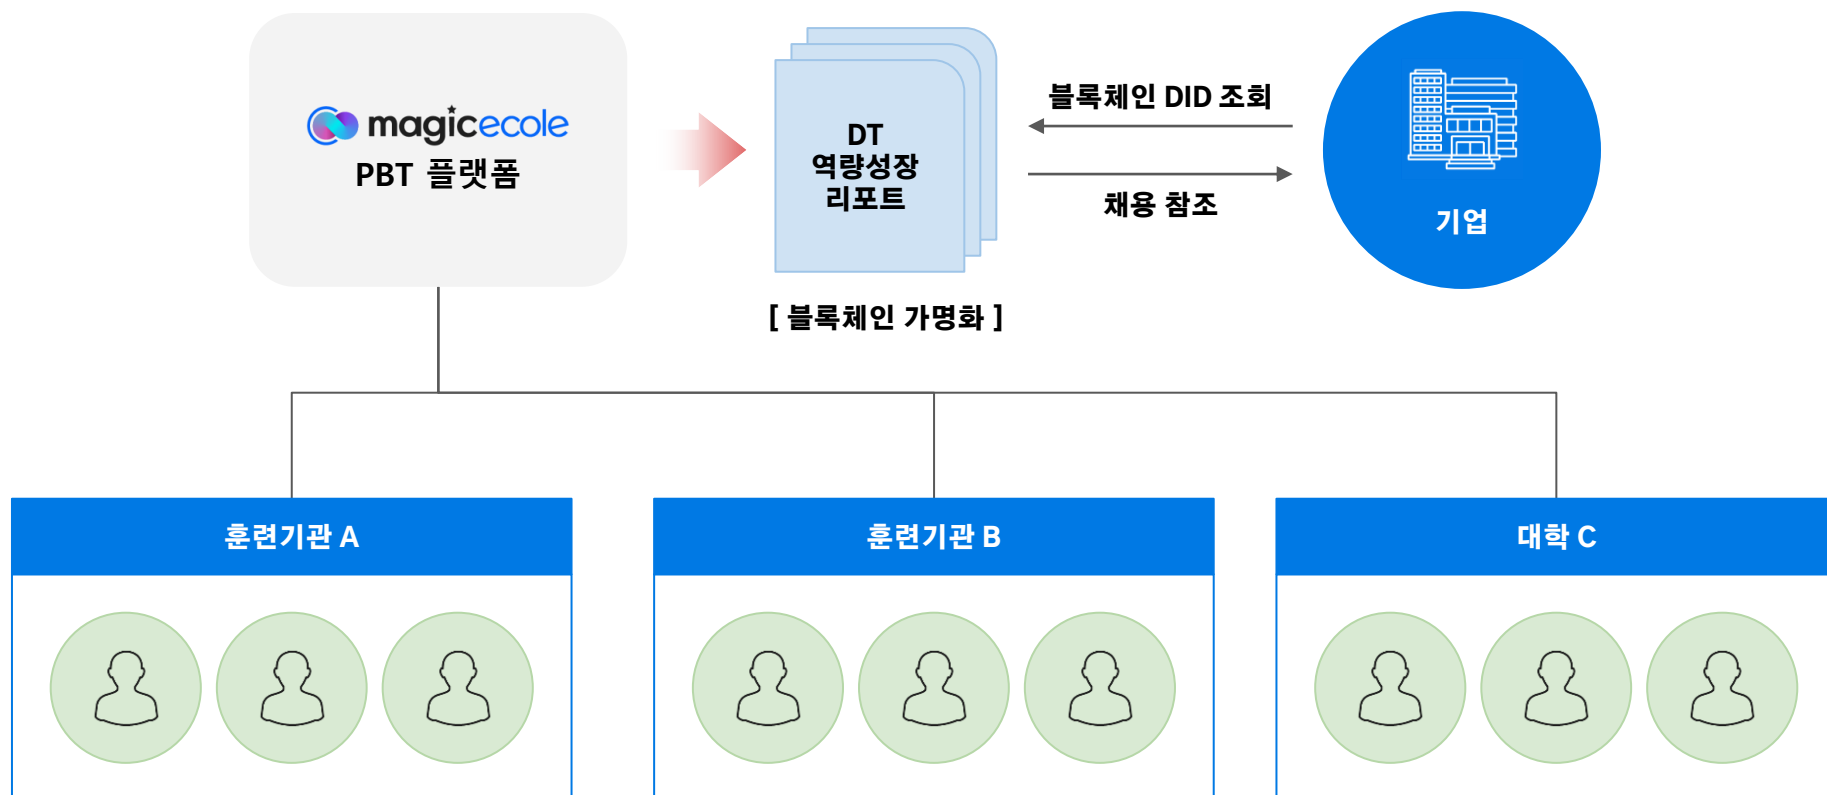 magicecole
PBT 플랫폼
DT
역량성장
리포트
[ 블록체인 가명화 ]
블록체인 DID 조회
채용 참조
기업
훈련기관 A
훈련기관 B
대학 C